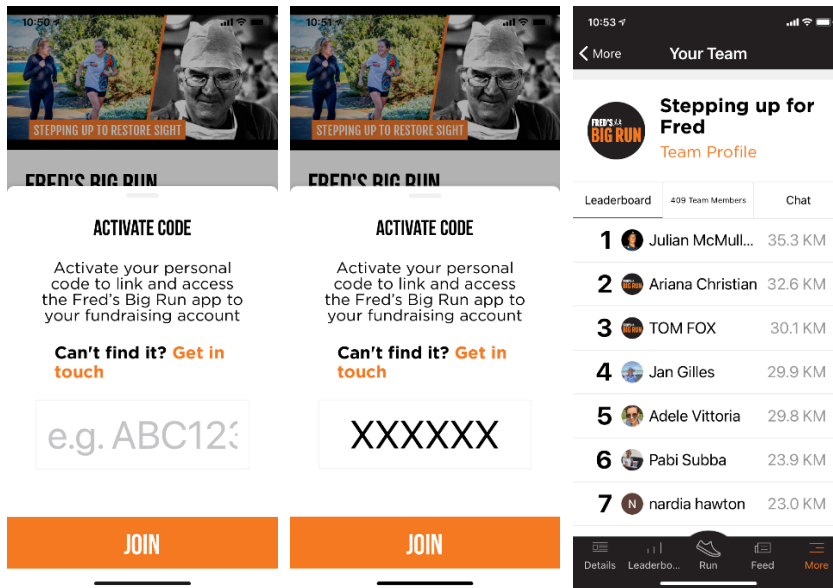 10:50
STEPPING UP TO RESTORE SIGHT
FRED'S BIG RUN
ACTIVATE CODE
Activate your personal
code to link and access
the Fred's Big Run app to
your fundraising account
Can't find it? Get in
touch
e.g. ABC123
JOIN
10:51
STEPPING UP TO RESTORE SIGHT
FRED'S BIG RUN
ACTIVATE CODE
Activate your personal
code to link and access
the Fred's Big Run app to
your fundraising account
Can't find it? Get in
touch
XXXXXX
JOIN
10:53
More
Your Team
FRED'S
BIG RUN
Stepping up for
Fred
Team Profile
Leaderboard 409 Team Members Chat
1 Julian McMull... 35.3 KM
2 Ariana Christian 32.6 KM
3 TOM FOX 30.1 KM
4 Jan Gilles 29.9 KM
5 Adele Vittoria 29.8 KM
6 Pabi Subba 23.9 KM
7 N nardia hawton 23.0 KM
Details Leaderbo... Run Feed More